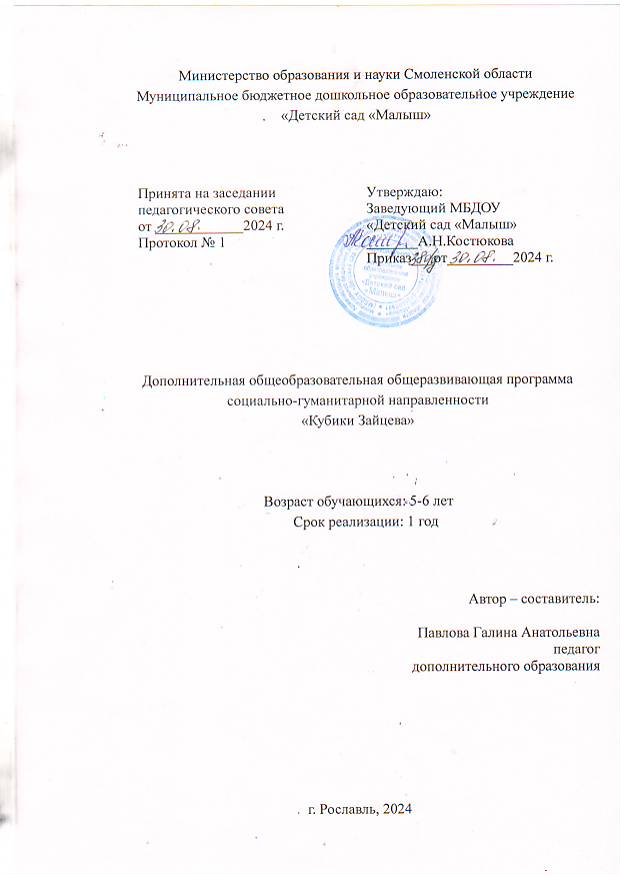 Министерство образования и науки Смоленской области
Муниципальное бюджетное дошкольное образовательное учреждение
«Детский сад «Малыш»
Принята на заседании
педагогического совета
от 30.08. 2024 г.
Протокол № 1
Утверждаю:
Заведующий МБДОУ
«Детский сад «Малыш»
А.Н.Костюкова
Приказ от 30.08. 2024 г.
«Детский сад
«Малыш»
Дополнительная общеобразовательная общеразвивающая программа
социально-гуманитарной направленности
«Кубики Зайцева»
Возраст обучающихся: 5-6 лет
Срок реализации: 1 год
Автор – составитель:
Павлова Галина Анатольевна
педагог
дополнительного образования
г. Рославль, 2024